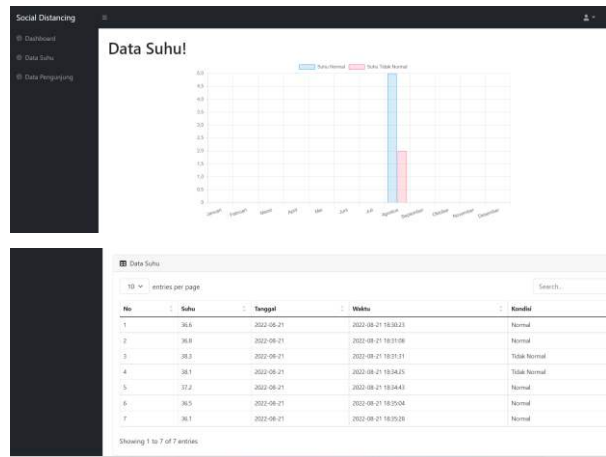 Social Distancing
Dashboard
Data Suhu
Data Pengunjung
Data Suhu!
Suhu Normal Suhu Tidak Normal
5,0
4,5
4,0
3,5
3,0
2,5
2,0
1,5
1,0
0,5
0
Januari Februari Maret April Mei Juni Juli Agustus September Oktober November Desember
Data Suhu
10 entries per page Search...
No Suhu Tanggal Waktu Kondisi
1 36.6 2022-08-21 2022-08-21 18:30:23 Normal
2 36.8 2022-08-21 2022-08-21 18:31:08 Normal
3 38.3 2022-08-21 2022-08-21 18:31:31 Tidak Normal
4 38.1 2022-08-21 2022-08-21 18:34:25 Tidak Normal
5 37.2 2022-08-21 2022-08-21 18:34:43 Normal
6 36.5 2022-08-21 2022-08-21 18:35:04 Normal
7 36.1 2022-08-21 2022-08-21 18:35:28 Normal
Showing 1 to 7 of 7 entries